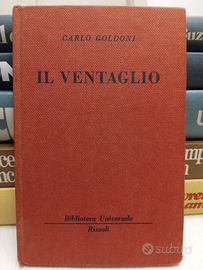 CARLO GOLDONI
IL VENTAGLIO
Biblioteca Universale
Rizzoli
subito